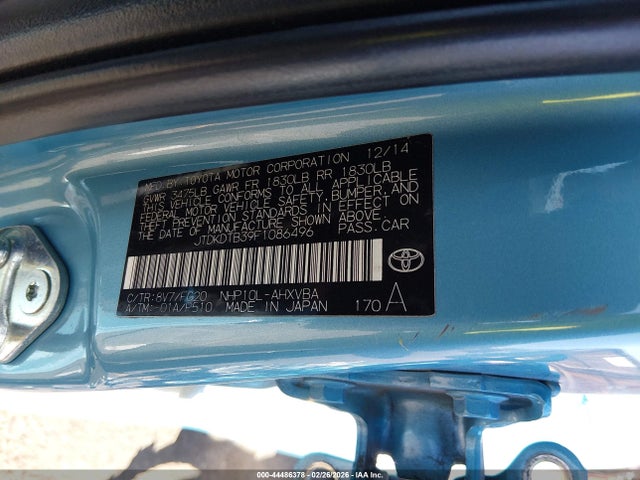 MFD. BY: TOYOTA MOTOR CORPORATION 12/14
GVWR 3475LB GAWR FR 1830LB RR 1830LB
THIS VEHICLE CONFORMS TO ALL APPLICABLE
FEDERAL MOTOR VEHICLE SAFETY, BUMPER, AND
THEFT PREVENTION STANDARDS IN EFFECT ON
THE DATE OF MANUFACTURE SHOWN ABOVE.
JTDKDTB39F1086496 PASS. CAR
C/TR: 8V7/FG20 NHP10L-AHXVBA
A/TM: -01A/P510 MADE IN JAPAN 170 A
000-44486378 - 02/26/2026 - IAA Inc.